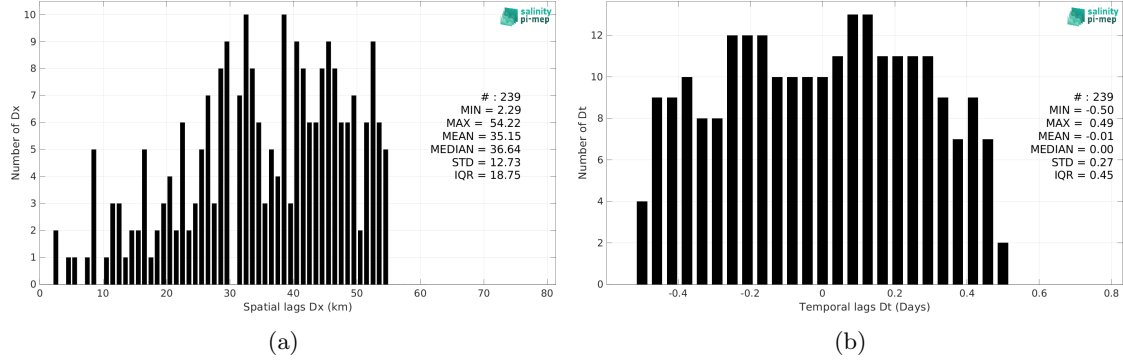 salinity
pi-mep
Number of Dx
10
9
8
7
6
5
4
3
2
1
0
# : 239
MIN = 2.29
MAX = 54.22
MEAN = 35.15
MEDIAN = 36.64
STD = 12.73
IQR = 18.75
0 10 20 30 40 50 60 70 80
Spatial lags Dx (km)
(a)
salinity
pi-mep
Number of Dt
12
10
8
6
4
2
0
# : 239
MIN = -0.50
MAX = 0.49
MEAN = -0.01
MEDIAN = 0.00
STD = 0.27
IQR = 0.45
-0.4 -0.2 0 0.2 0.4 0.6 0.8
Temporal lags Dt (Days)
(b)